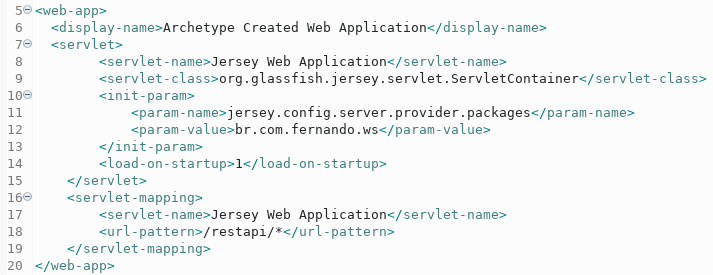 5 <web-app>
6 <display-name>Archetype Created Web Application</display-name>
7 <servlet>
8 <servlet-name>Jersey Web Application</servlet-name>
9 <servlet-class>org.glassfish.jersey.servlet.ServletContainer</servlet-class>
10 <init-param>
11 <param-name>jersey.config.server.provider.packages</param-name>
12 <param-value>br.com.fernando.ws</param-value>
13 </init-param>
14 <load-on-startup>1</load-on-startup>
15 </servlet>
16 <servlet-mapping>
17 <servlet-name>Jersey Web Application</servlet-name>
18 <url-pattern>/restapi/*</url-pattern>
19 </servlet-mapping>
20 </web-app>